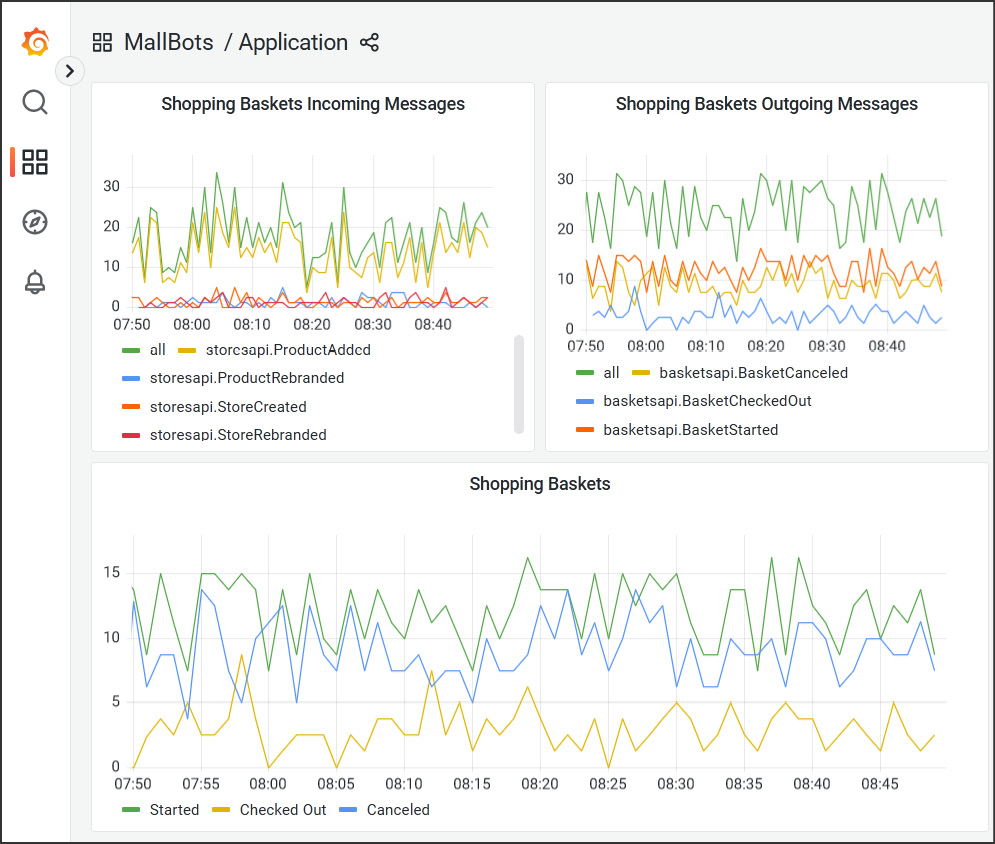 MallBots / Application
Shopping Baskets Incoming Messages
30
20
10
0
07:50 08:00 08:10 08:20 08:30 08:40
all storesapi.ProductAdded
storesapi.ProductRebranded
storesapi.StoreCreated
storesapi.StoreRebranded
Shopping Baskets Outgoing Messages
30
20
10
0
07:50 08:00 08:10 08:20 08:30 08:40
all basketsapi.BasketCanceled
basketsapi.BasketCheckedOut
basketsapi.BasketStarted
Shopping Baskets
15
10
5
0
07:50 07:55 08:00 08:05 08:10 08:15 08:20 08:25 08:30 08:35 08:40 08:45
Started Checked Out Canceled